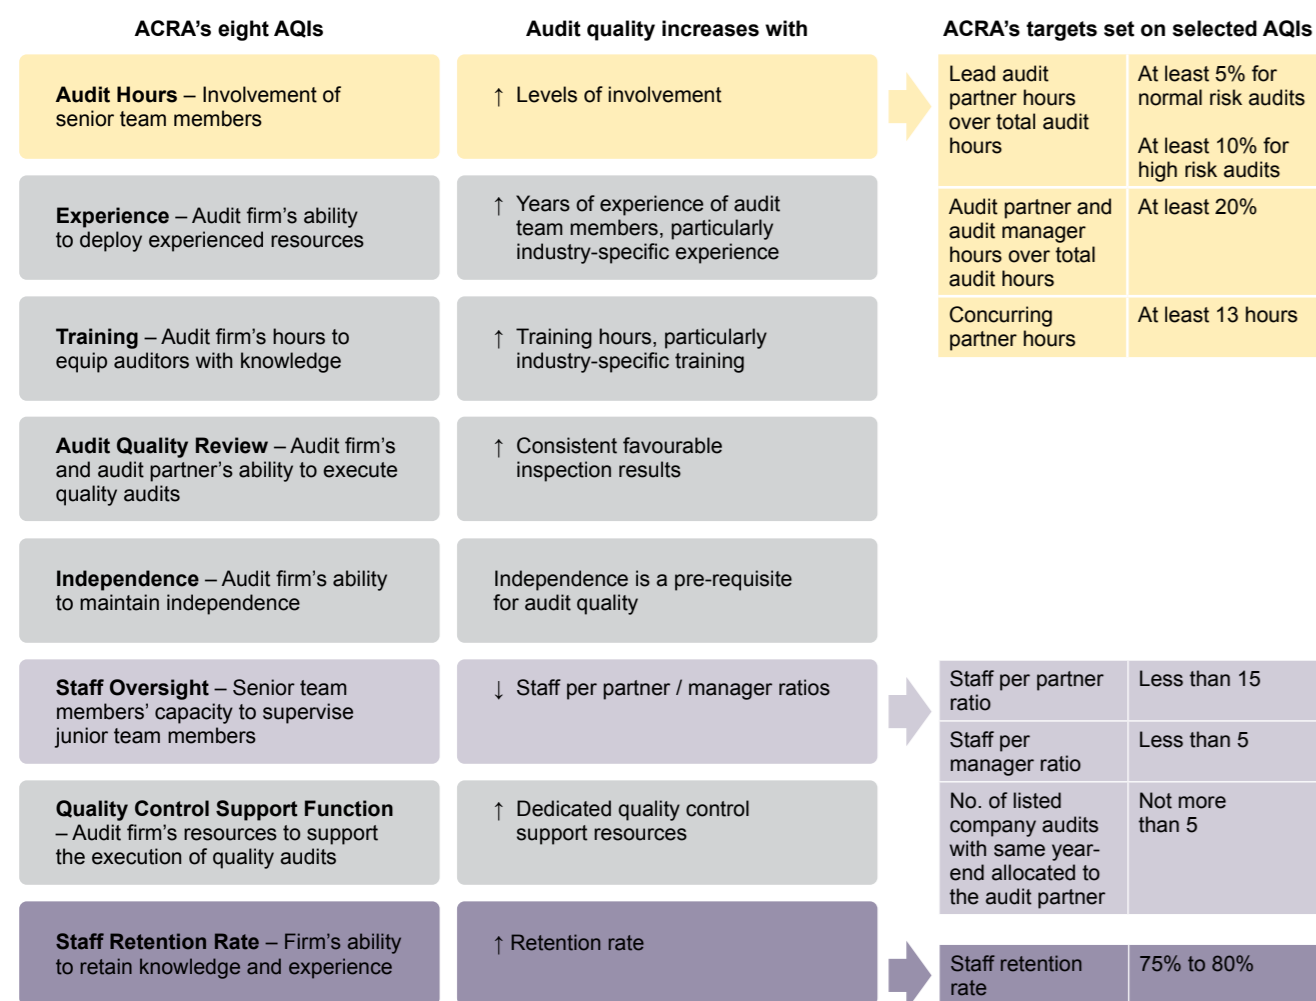 ACRA's eight AQIs
Audit quality increases with
ACRA's targets set on selected AQIs
Audit Hours – Involvement of
senior team members
↑ Levels of involvement
Lead audit
partner hours
over total audit
hours
At least 5% for
normal risk audits
At least 10% for
high risk audits
Audit partner and
audit manager
hours over total
audit hours
At least 20%
Concurring
partner hours
At least 13 hours
Experience – Audit firm's ability
to deploy experienced resources
↑ Years of experience of audit
team members, particularly
industry-specific experience
Training – Audit firm's hours to
equip auditors with knowledge
↑ Training hours, particularly
industry-specific training
Audit Quality Review – Audit firm's
and audit partner's ability to execute
quality audits
↑ Consistent favourable
inspection results
Independence – Audit firm's ability
to maintain independence
Independence is a pre-requisite
for audit quality
Staff Oversight – Senior team
members' capacity to supervise
junior team members
↓ Staff per partner / manager ratios
Staff per partner
ratio
Less than 15
Staff per
manager ratio
Less than 5
No. of listed
company audits
with same year-
end allocated to
the audit partner
Not more
than 5
Quality Control Support Function
– Audit firm's resources to support
the execution of quality audits
↑ Dedicated quality control
support resources
Staff Retention Rate – Firm's ability
to retain knowledge and experience
↑ Retention rate
Staff retention
rate
75% to 80%